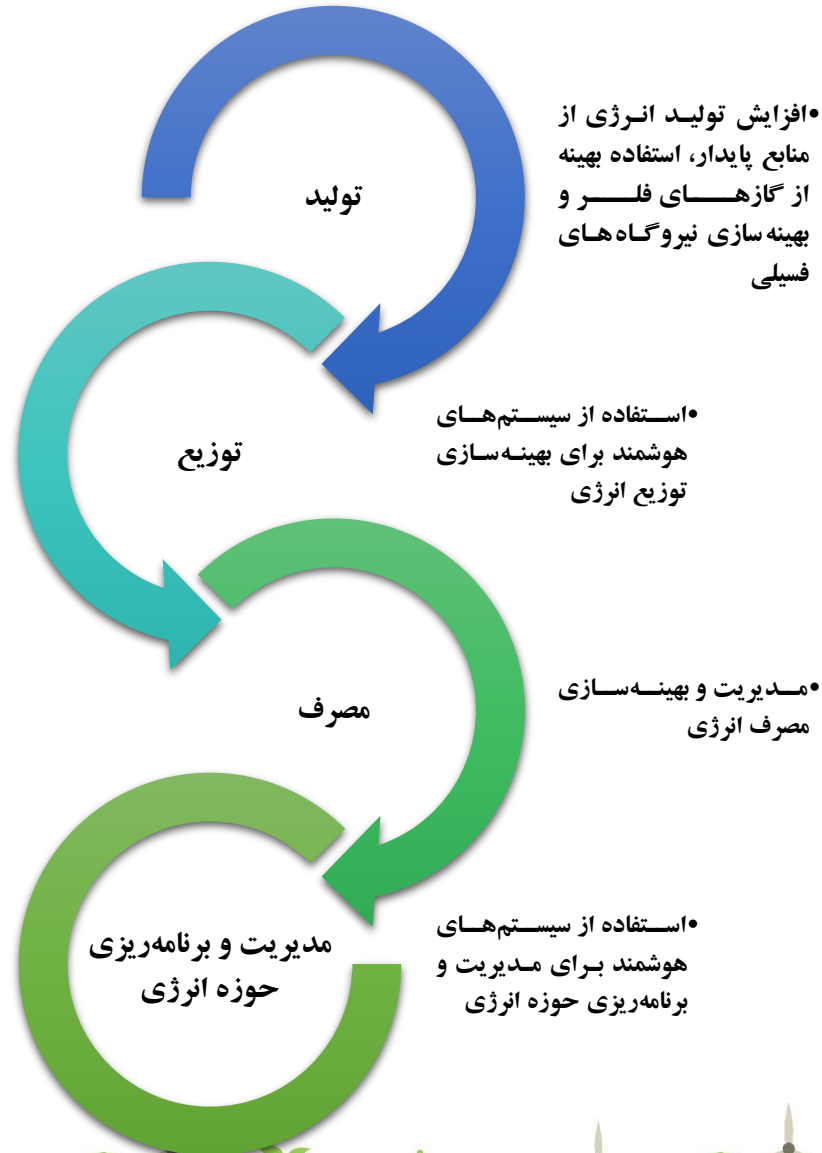 •افزایش تولید انرژی از
منابع پایدار، استفاده بهینه
از گازهای فلر و
بهینه سازی نیروگاه‌های
فسیلی
تولید
•استفاده از سیستم‌های
هوشمند برای بهینه‌سازی
توزیع انرژی
توزیع
•مدیریت و بهینه‌سازی
مصرف انرژی
مصرف
•استفاده از سیستم‌های
هوشمند برای مدیریت و
برنامه‌ریزی حوزه انرژی
مدیریت و برنامه‌ریزی
حوزه انرژی